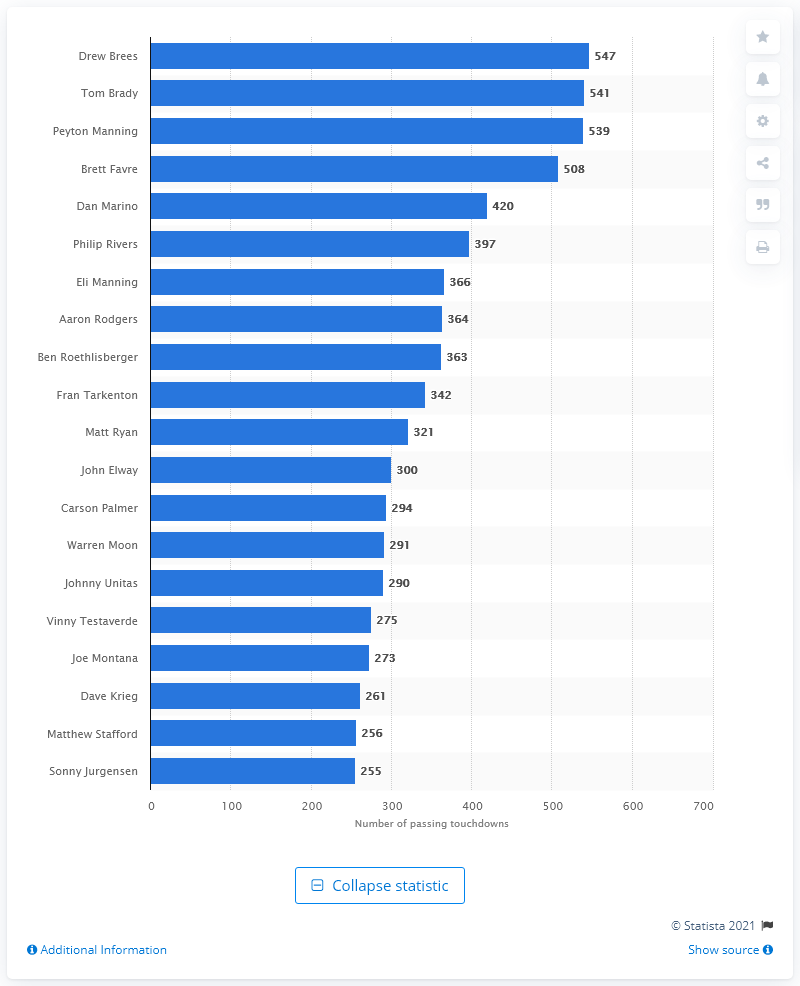 Drew Brees 547
Tom Brady 541
Peyton Manning 539
Brett Favre 508
Dan Marino 420
Philip Rivers 397
Eli Manning 366
Aaron Rodgers 364
Ben Roethlisberger 363
Fran Tarkenton 342
Matt Ryan 321
John Elway 300
Carson Palmer 294
Warren Moon 291
Johnny Unitas 290
Vinny Testaverde 275
Joe Montana 273
Dave Krieg 261
Matthew Stafford 256
Sonny Jurgensen 255
0 100 200 300 400 500 600 700
Number of passing touchdowns
Collapse statistic
© Statista 2021
Additional Information Show source